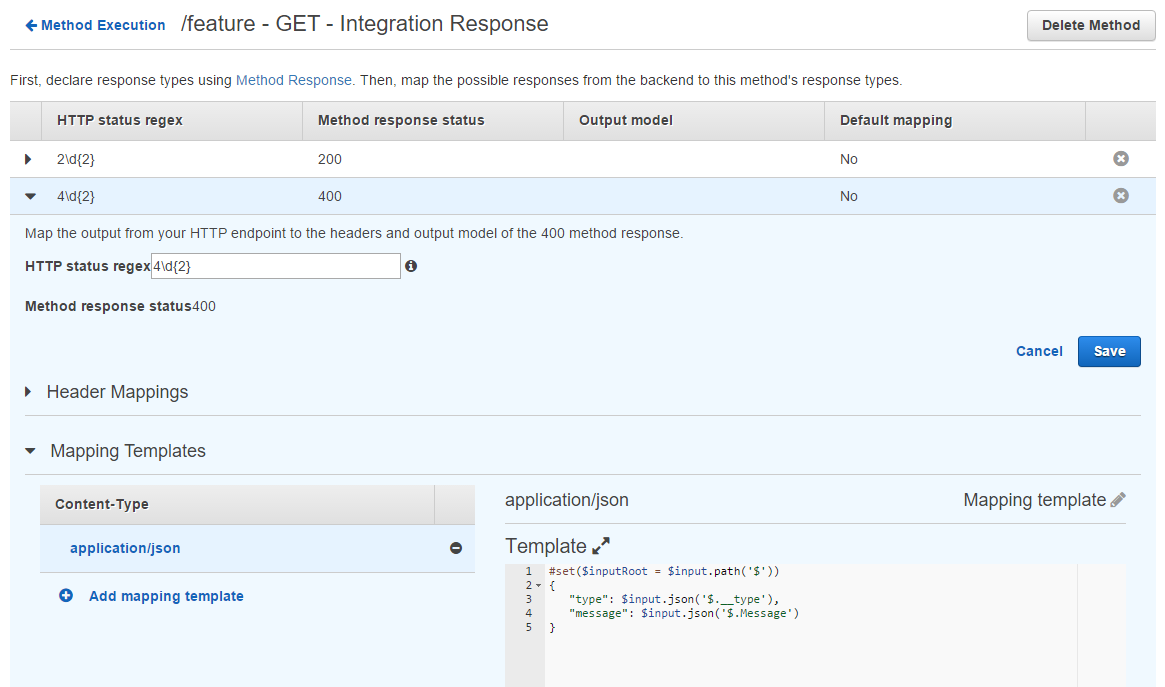 Method Execution /feature - GET - Integration Response Delete Method
First, declare response types using Method Response. Then, map the possible responses from the backend to this method's response types.
HTTP status regex Method response status Output model Default mapping
2\d{2} 200 No
4\d{2} 400 No
Map the output from your HTTP endpoint to the headers and output model of the 400 method response.
HTTP status regex 4\d{2}
Method response status400
Cancel Save
Header Mappings
Mapping Templates
Content-Type
application/json
Add mapping template
application/json Mapping template
Template
1 #set($inputRoot = $input.path('$'))
2 {
3 "type": $input.json('$.__type'),
4 "message": $input.json('$.Message')
5 }